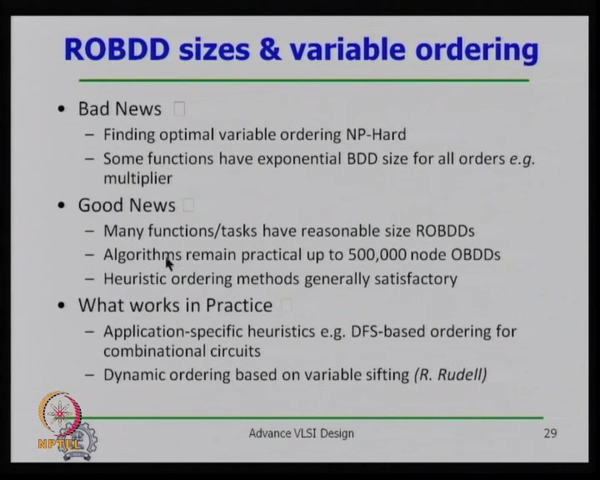 ROBDD sizes & variable ordering
• Bad News
– Finding optimal variable ordering NP-Hard
– Some functions have exponential BDD size for all orders e.g.
multiplier
• Good News
– Many functions/tasks have reasonable size ROBDDs
– Algorithms remain practical up to 500,000 node OBDDs
– Heuristic ordering methods generally satisfactory
• What works in Practice
– Application-specific heuristics e.g. DFS-based ordering for
combinational circuits
– Dynamic ordering based on variable sifting (R. Rudell)
NPTEL
Advance VLSI Design
29